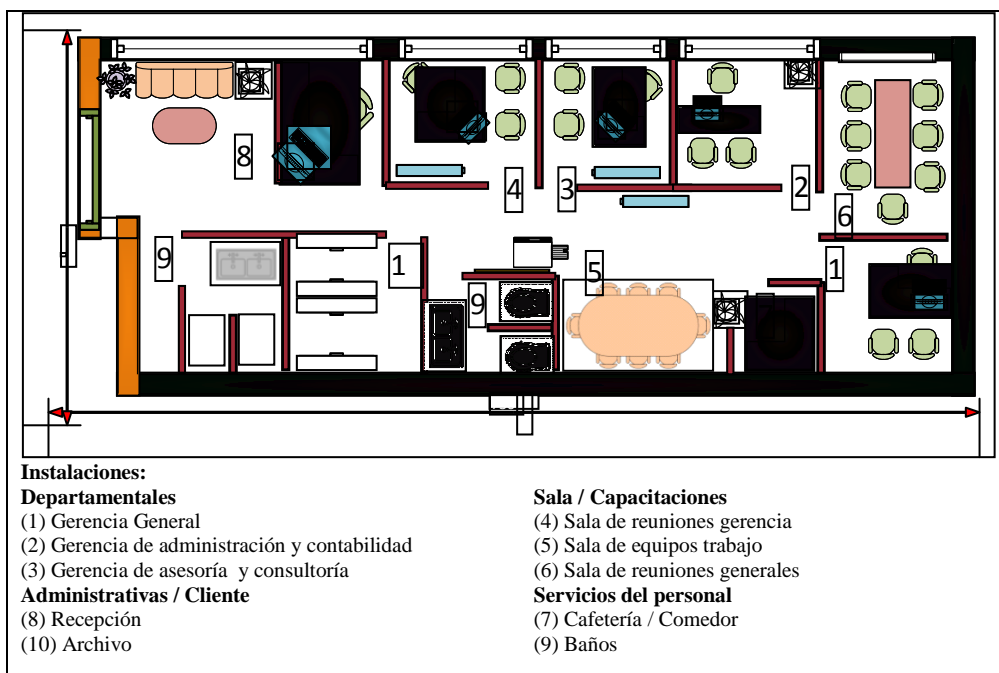 8
4
3
2
6
9
1
5
1
9
Instalaciones:
Departamentales
(1) Gerencia General
(2) Gerencia de administración y contabilidad
(3) Gerencia de asesoría  y consultoría
Administrativas / Cliente
(8) Recepción
(10) Archivo
Sala / Capacitaciones
(4) Sala de reuniones gerencia
(5) Sala de equipos trabajo
(6) Sala de reuniones generales
Servicios del personal
(7) Cafetería / Comedor
(9) Baños